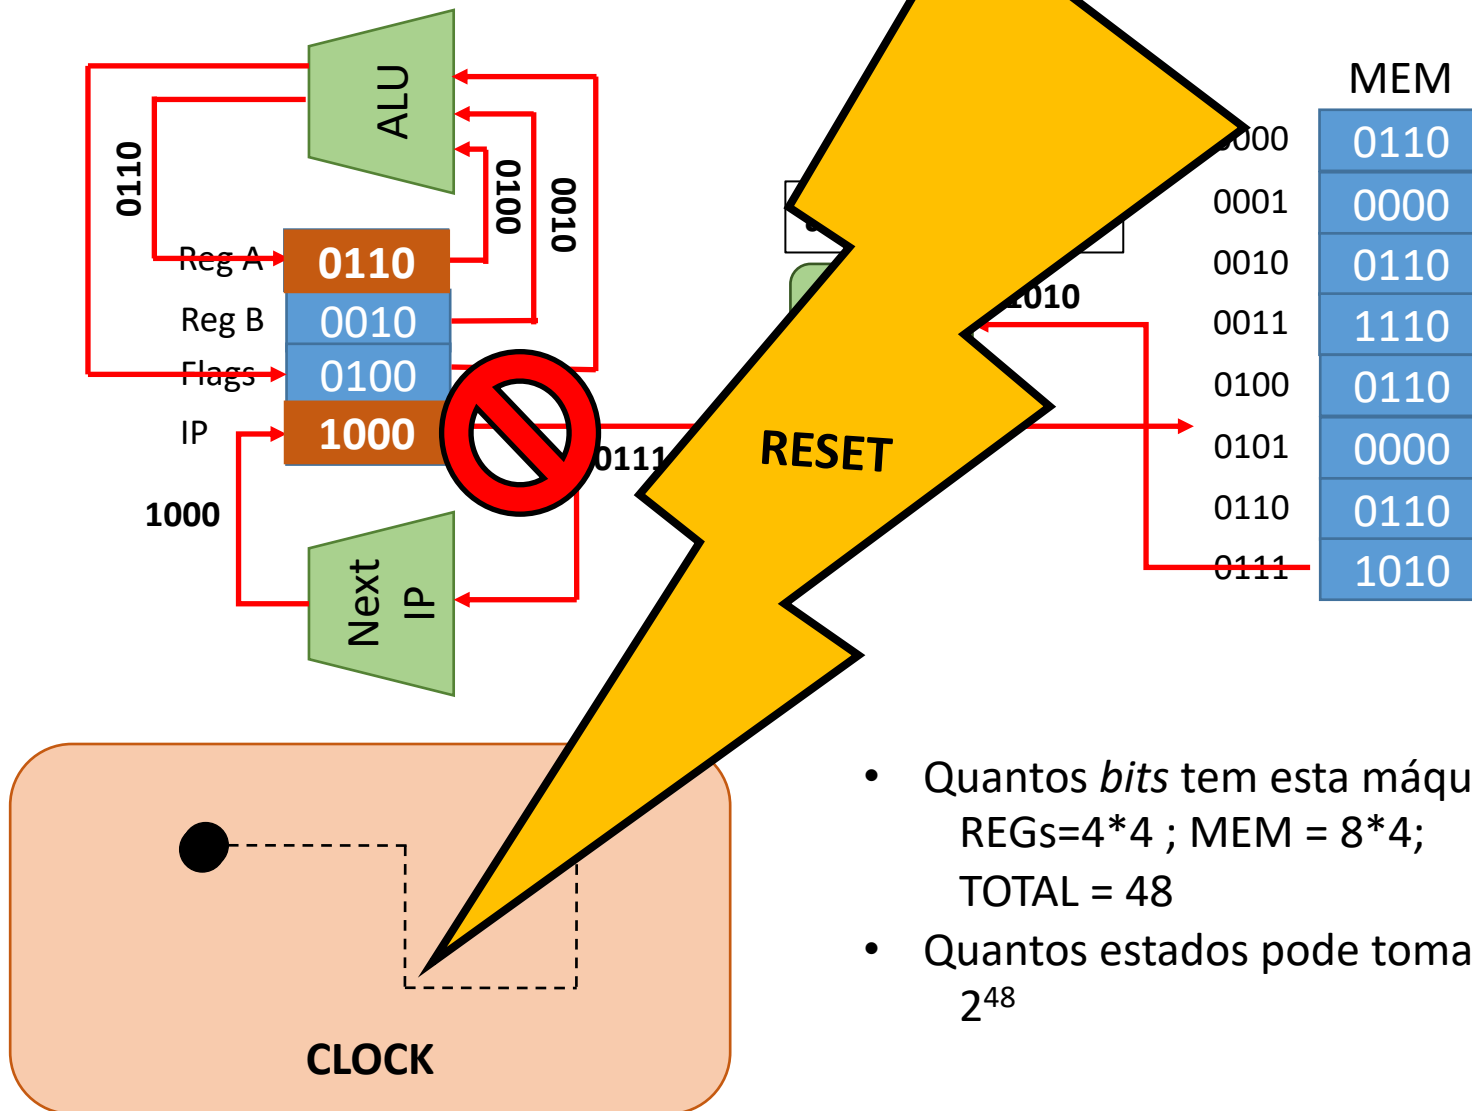 ALU
MEM
0110
0100
0010
000
0110
0001
0000
Reg A
0110
0010
0110
1010
Reg B
0010
0011
1110
Flags
0100
0100
0110
IP
1000
0111
RESET
0101
0000
1000
0110
0110
Next
IP
0111
1010
• Quantos bits tem esta máqu
REGs=4*4 ; MEM = 8*4;
TOTAL = 48
• Quantos estados pode toma
2⁴⁸
CLOCK